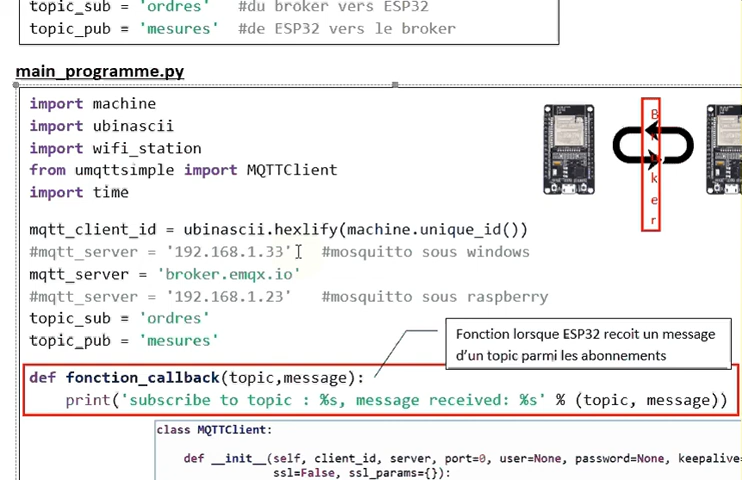 topic_sub = 'ordres'  #du broker vers ESP32
topic_pub = 'mesures'  #de ESP32 vers le broker
main_programme.py
import machine
import ubinascii
import wifi_station
from umqttsimple import MQTTClient
import time
Broker
mqtt_client_id = ubinascii.hexlify(machine.unique_id())
#mqtt_server = '192.168.1.33'   #mosquitto sous windows
mqtt_server = 'broker.emqx.io'
#mqtt_server = '192.168.1.23'   #mosquitto sous raspberry
topic_sub = 'ordres'
topic_pub = 'mesures'
Fonction lorsque ESP32 recoit un message
d'un topic parmi les abonnements
def fonction_callback(topic,message):
    print('subscribe to topic : %s, message received: %s' % (topic, message))
class MQTTClient:
    def __init__(self, client_id, server, port=0, user=None, password=None, keepalive=
                 ssl=False, ssl_params={}):